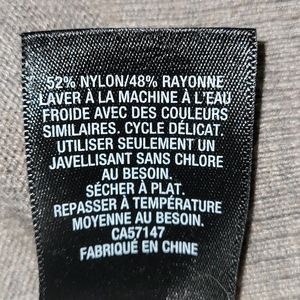 52% NYLON/48% RAYONNE
LAVER À LA MACHINE À L'EAU
FROIDE AVEC DES COULEURS
SIMILAIRES. CYCLE DÉLICAT.
UTILISER SEULEMENT UN
JAVELLISANT SANS CHLORE
AU BESOIN.
SÉCHER À PLAT.
REPASSER À TEMPÉRATURE
MOYENNE AU BESOIN.
CA57147
FABRIQUÉ EN CHINE